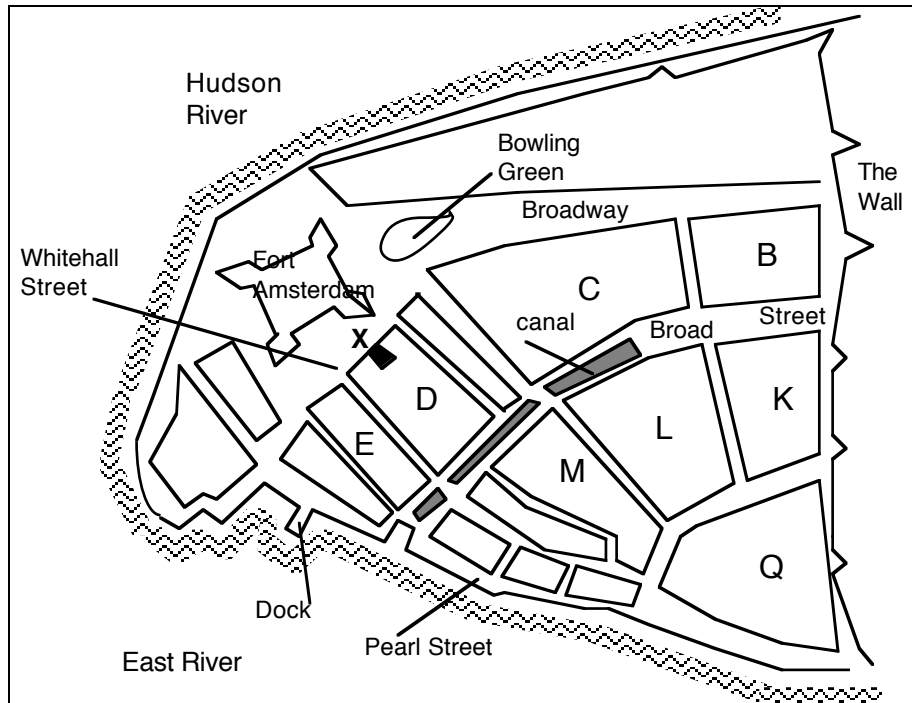 Hudson
River
Bowling
Green
The
Wall
Broadway
Whitehall
Street
Fort
Amsterdam
B
C
canal
Broad
Street
X
D
E
L
K
M
Q
Dock
Pearl Street
East River